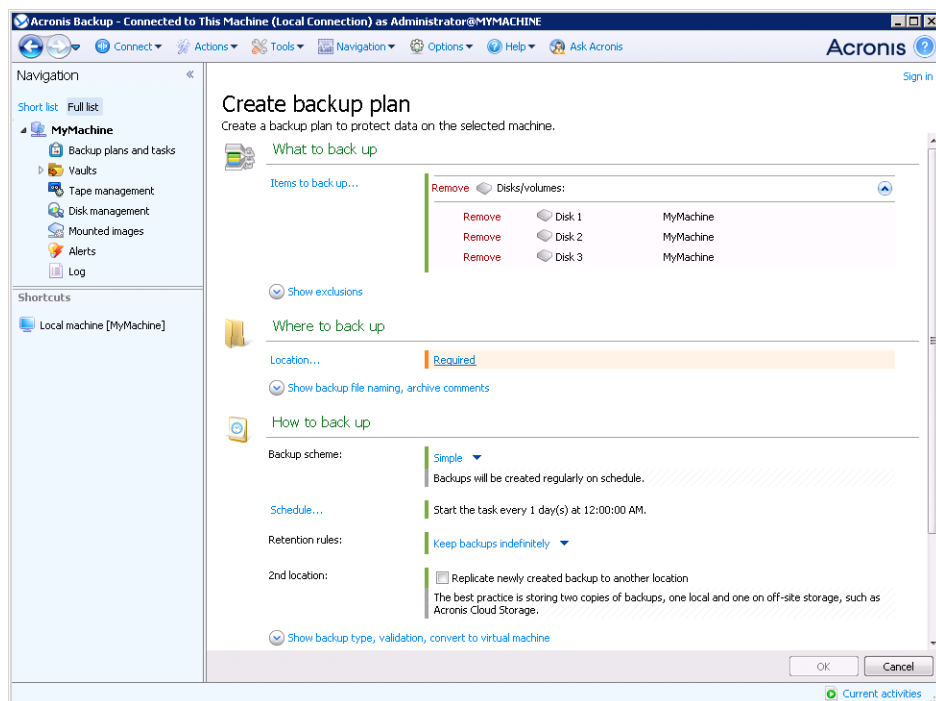 Acronis Backup - Connected to This Machine (Local Connection) as Administrator@MYMACHINE
Connect Actions Tools Navigation Options Help Ask Acronis Acronis ?
Navigation «
Short list Full list
MyMachine
Backup plans and tasks
Vaults
Tape management
Disk management
Mounted images
Alerts
Log
Shortcuts
Local machine [MyMachine]
Sign in
Create backup plan
Create a backup plan to protect data on the selected machine.
What to back up
Items to back up... Remove Disks/volumes:
Remove Disk 1 MyMachine
Remove Disk 2 MyMachine
Remove Disk 3 MyMachine
Show exclusions
Where to back up
Location... Required
Show backup file naming, archive comments
How to back up
Backup scheme: Simple
Backups will be created regularly on schedule.
Schedule... Start the task every 1 day(s) at 12:00:00 AM.
Retention rules: Keep backups indefinitely
2nd location: Replicate newly created backup to another location
The best practice is storing two copies of backups, one local and one on off-site storage, such as
Acronis Cloud Storage.
Show backup type, validation, convert to virtual machine
OK Cancel
Current activities